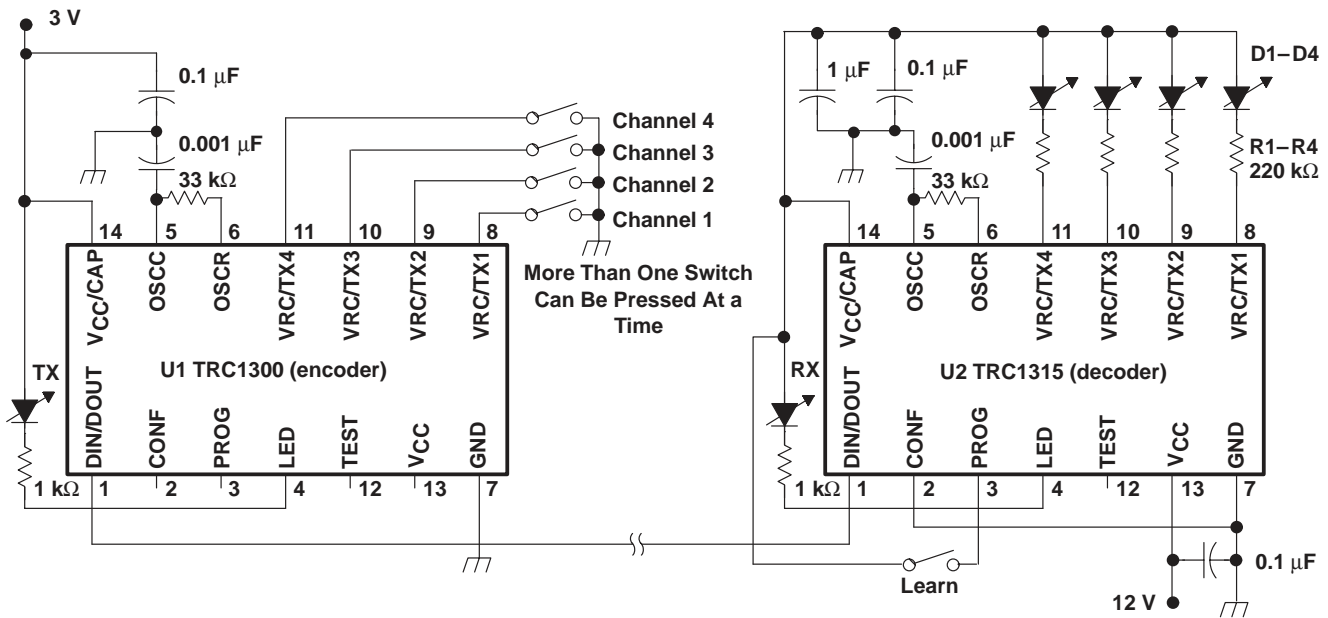 3 V
0.1 μF
0.001 μF
33 kΩ
Channel 4
Channel 3
Channel 2
Channel 1
14
5
6
11
10
9
8
VCC/CAP
OSCC
OSCR
VRC/TX4
VRC/TX3
VRC/TX2
VRC/TX1
More Than One Switch
Can Be Pressed At a
Time
U1 TRC1300 (encoder)
TX
DIN/DOUT
CONF
PROG
LED
TEST
VCC
GND
1 kΩ
1
2
3
4
12
13
7
1 μF
0.1 μF
D1–D4
0.001 μF
33 kΩ
R1–R4
220 kΩ
14
5
6
11
10
9
8
VCC/CAP
OSCC
OSCR
VRC/TX4
VRC/TX3
VRC/TX2
VRC/TX1
U2 TRC1315 (decoder)
RX
DIN/DOUT
CONF
PROG
LED
TEST
VCC
GND
1 kΩ
1
2
3
4
12
13
7
Learn
0.1 μF
12 V